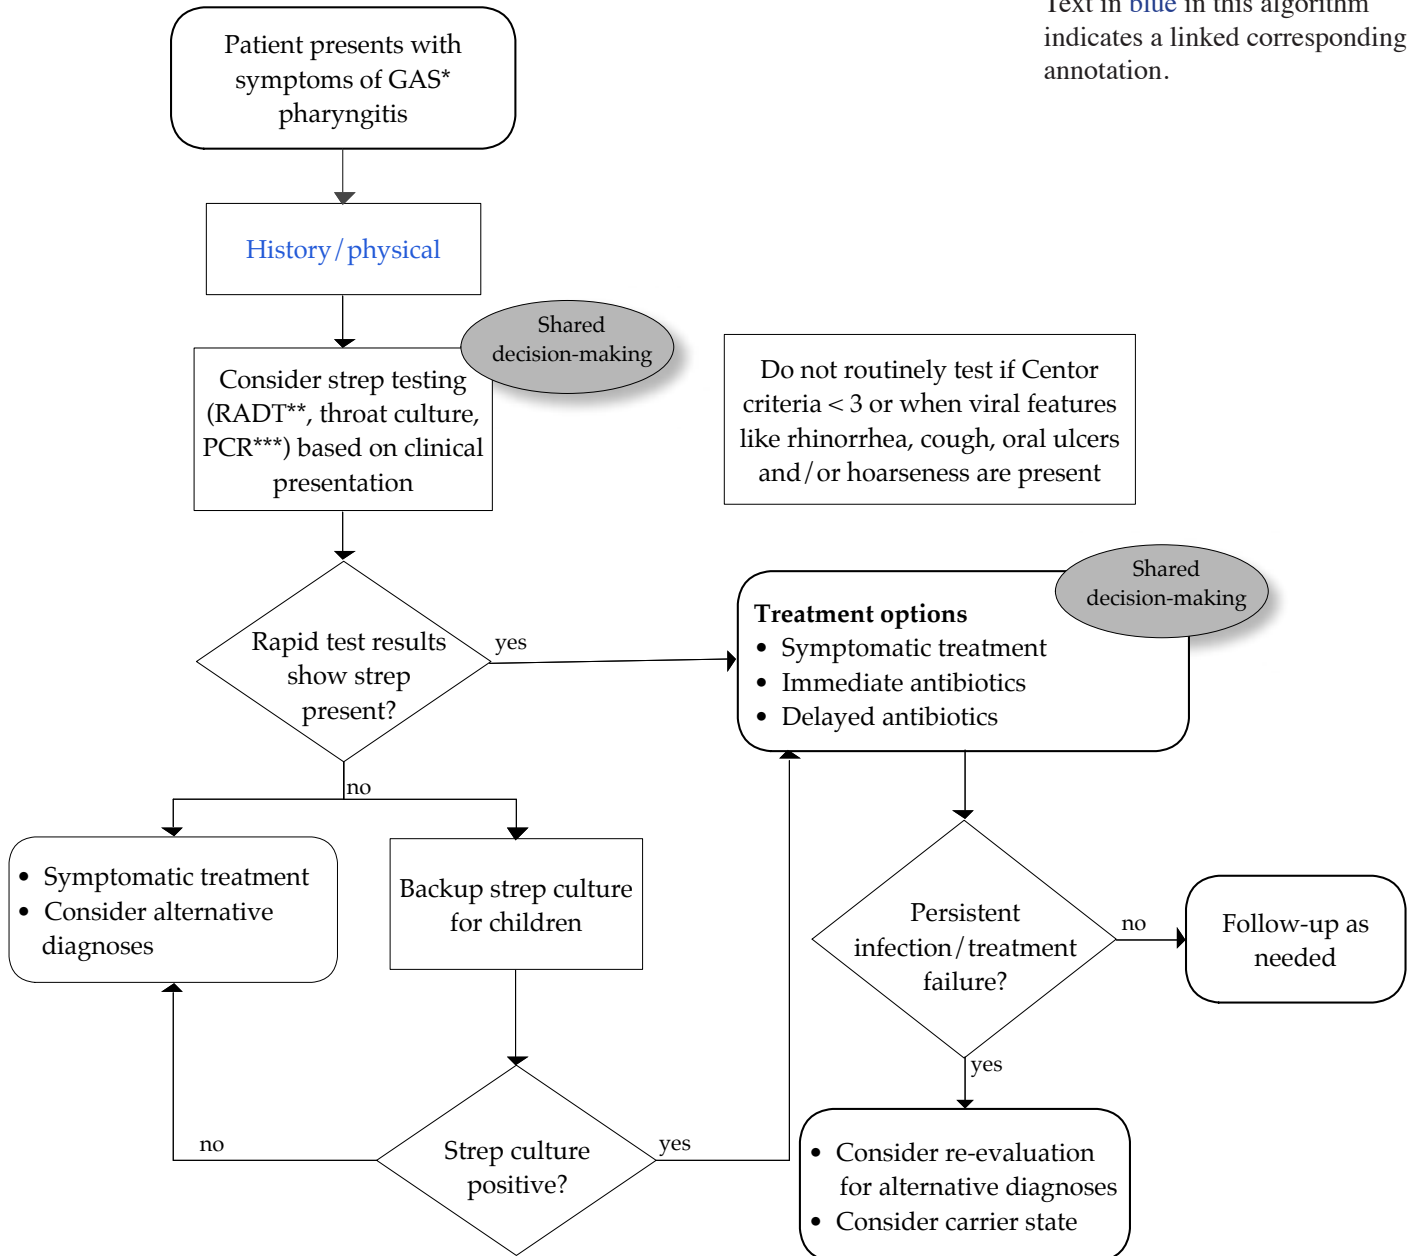 Text in blue in this algorithm
indicates a linked corresponding
annotation.
Patient presents with
symptoms of GAS*
pharyngitis
History/physical
Shared
decision-making
Consider strep testing
(RADT**, throat culture,
PCR***) based on clinical
presentation
Do not routinely test if Centor
criteria < 3 or when viral features
like rhinorrhea, cough, oral ulcers
and/or hoarseness are present
Rapid test results
show strep
present?
yes
Shared
decision-making
Treatment options
• Symptomatic treatment
• Immediate antibiotics
• Delayed antibiotics
no
• Symptomatic treatment
• Consider alternative
diagnoses
Backup strep culture
for children
Persistent
infection/treatment
failure?
no
Follow-up as
needed
yes
Strep culture
positive?
no
yes
• Consider re-evaluation
for alternative diagnoses
• Consider carrier state